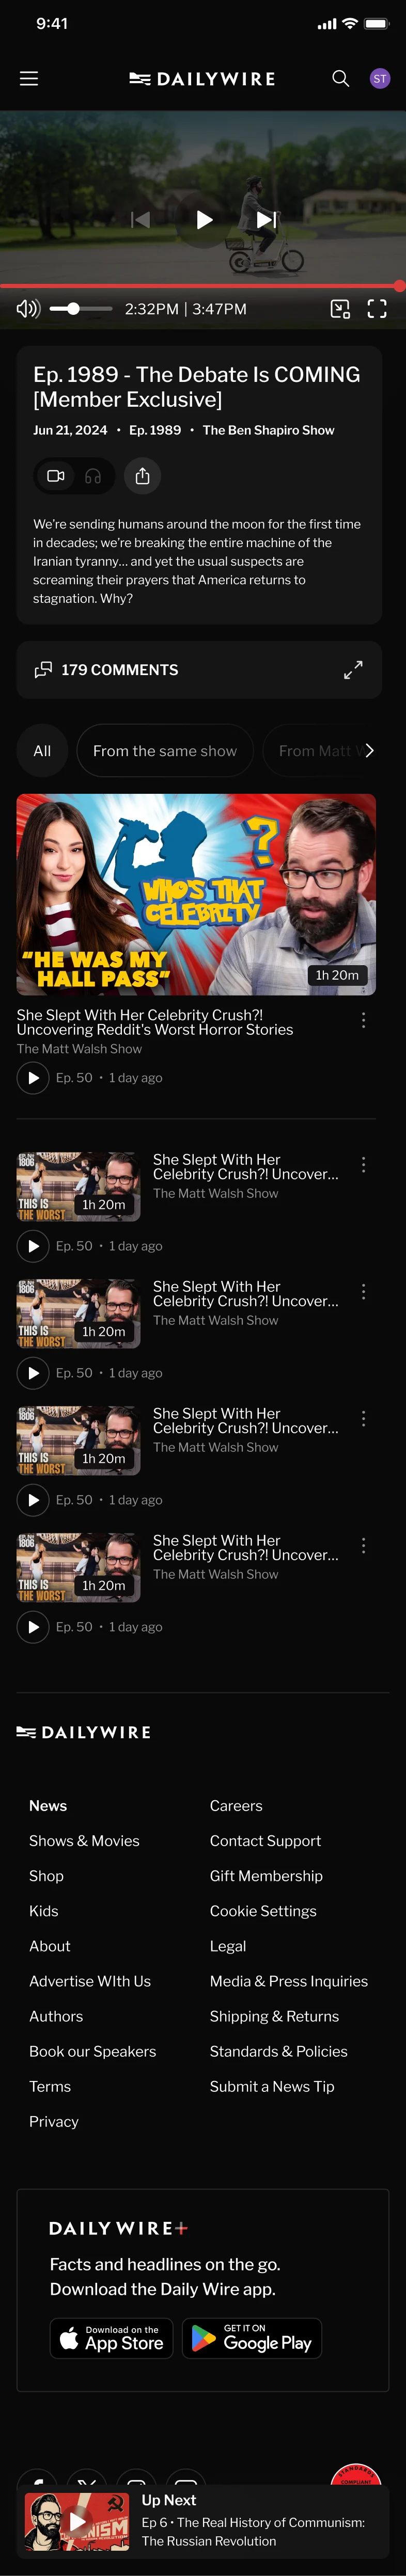 9:41
DAILYWIRE
ST
2:32PM | 3:47PM
Ep. 1989 - The Debate Is COMING
[Member Exclusive]
Jun 21, 2024 • Ep. 1989 • The Ben Shapiro Show
We’re sending humans around the moon for the first time
in decades; we’re breaking the entire machine of the
Iranian tyranny… and yet the usual suspects are
screaming their prayers that America returns to
stagnation. Why?
179 COMMENTS
All
From the same show
From Matt W
?
WHO'S THAT
CELEBRITY
"HE WAS MY
HALL PASS"
1h 20m
She Slept With Her Celebrity Crush?!
Uncovering Reddit's Worst Horror Stories
The Matt Walsh Show
Ep. 50 • 1 day ago
1806
THIS IS
THE WORST
1h 20m
She Slept With Her
Celebrity Crush?! Uncover...
The Matt Walsh Show
Ep. 50 • 1 day ago
1806
THIS IS
THE WORST
1h 20m
She Slept With Her
Celebrity Crush?! Uncover...
The Matt Walsh Show
Ep. 50 • 1 day ago
1806
THIS IS
THE WORST
1h 20m
She Slept With Her
Celebrity Crush?! Uncover...
The Matt Walsh Show
Ep. 50 • 1 day ago
1806
THIS IS
THE WORST
1h 20m
She Slept With Her
Celebrity Crush?! Uncover...
The Matt Walsh Show
Ep. 50 • 1 day ago
DAILYWIRE
News
Shows & Movies
Shop
Kids
About
Advertise WIth Us
Authors
Book our Speakers
Terms
Privacy
Careers
Contact Support
Gift Membership
Cookie Settings
Legal
Media & Press Inquiries
Shipping & Returns
Standards & Policies
Submit a News Tip
DAILY WIRE+
Facts and headlines on the go.
Download the Daily Wire app.
Download on the
App Store
GET IT ON
Google Play
STANDARDS
COMPLIANT
Up Next
Ep 6 • The Real History of Communism:
The Russian Revolution